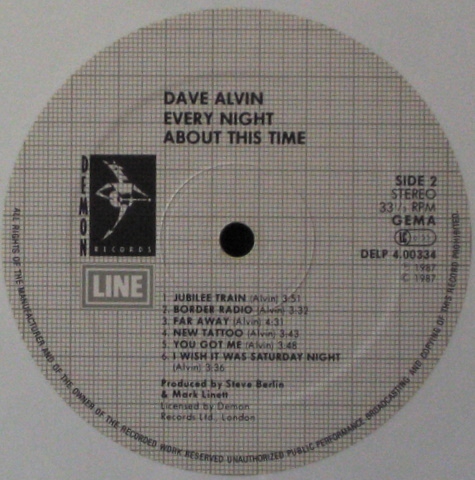 DAVE ALVIN
EVERY NIGHT
ABOUT THIS TIME
DEMON
RECORDS
LINE
SIDE 2
STEREO
33 1/3 RPM
GEMA
DELP 4.00334
℗ 1987
© 1987
1. JUBILEE TRAIN (Alvin) 3:51
2. BORDER RADIO (Alvin) 3:32
3. FAR AWAY (Alvin) 4:31
4. NEW TATTOO (Alvin) 3:43
5. YOU GOT ME (Alvin) 3:48
6. I WISH IT WAS SATURDAY NIGHT
(Alvin) 3:36
Produced by Steve Berlin
& Mark Linett
Licensed by Demon
Records Ltd., London
ALL RIGHTS OF THE MANUFACTURER AND OF THE OWNER OF THE RECORDED WORK RESERVED UNAUTHORIZED PUBLIC PERFORMANCE BROADCASTING AND COPYING OF THIS RECORD PROHIBITED